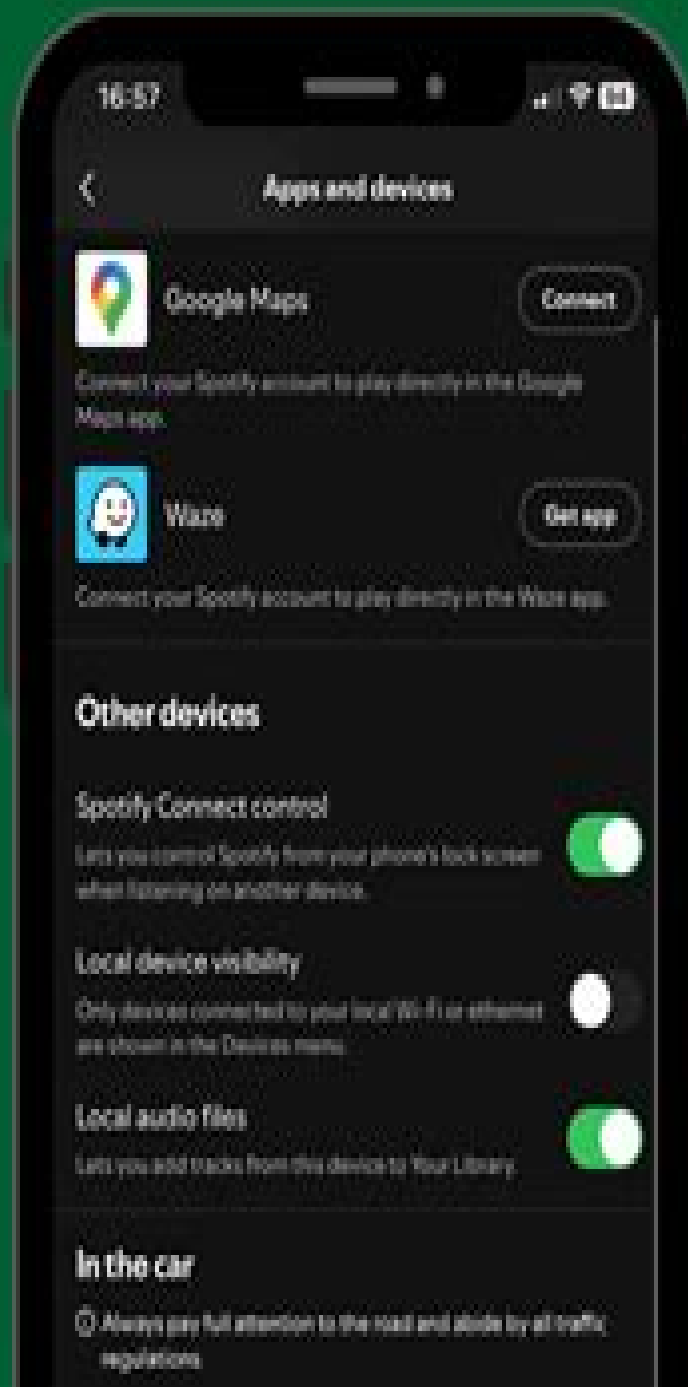 16:57
Apps and devices
Google Maps
Connect
Connect your Spotify account to play directly in the Google
Maps app.
Waze
Get app
Connect your Spotify account to play directly in the Waze app.
Other devices
Spotify Connect control
Lets you control Spotify from your phone's lock screen
when listening on another device.
Local device visibility
Only devices connected to your local Wi-Fi or ethernet
are shown in the Devices menu.
Local audio files
Lets you add tracks from this device to Your Library.
In the car
Always pay full attention to the road and abide by all traffic
regulations